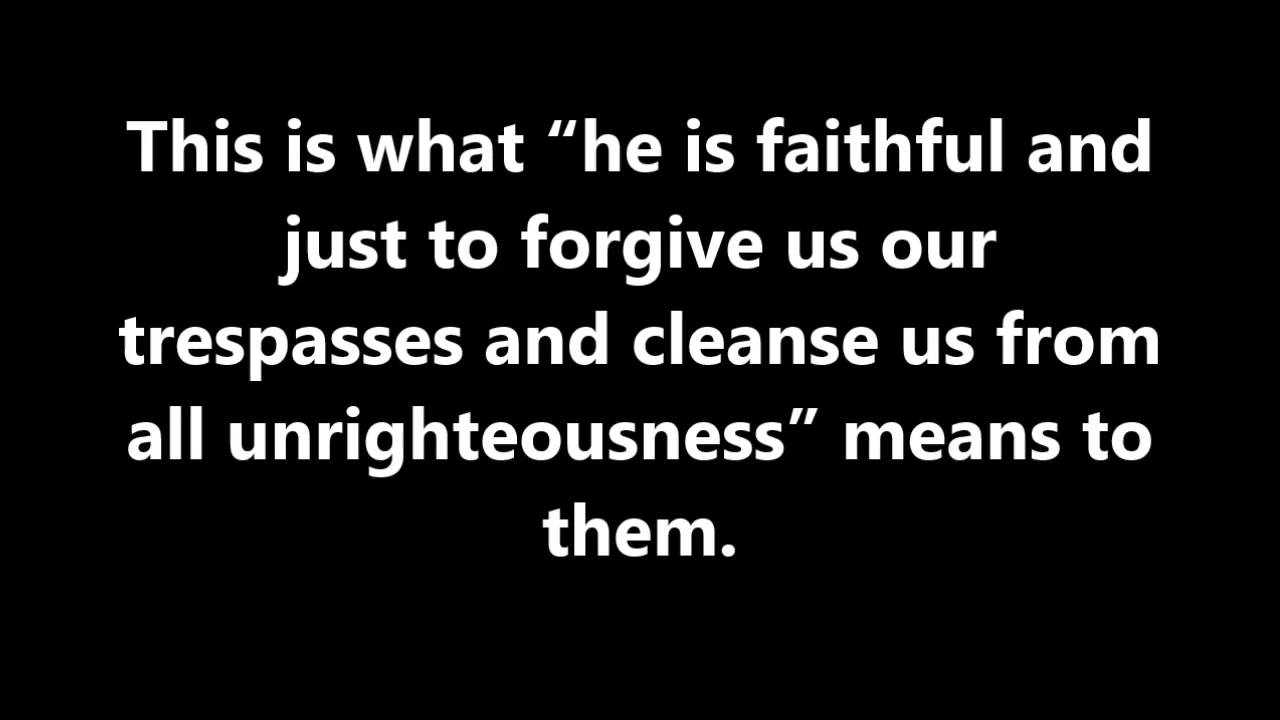 This is what “he is faithful and
just to forgive us our
trespasses and cleanse us from
all unrighteousness” means to
them.